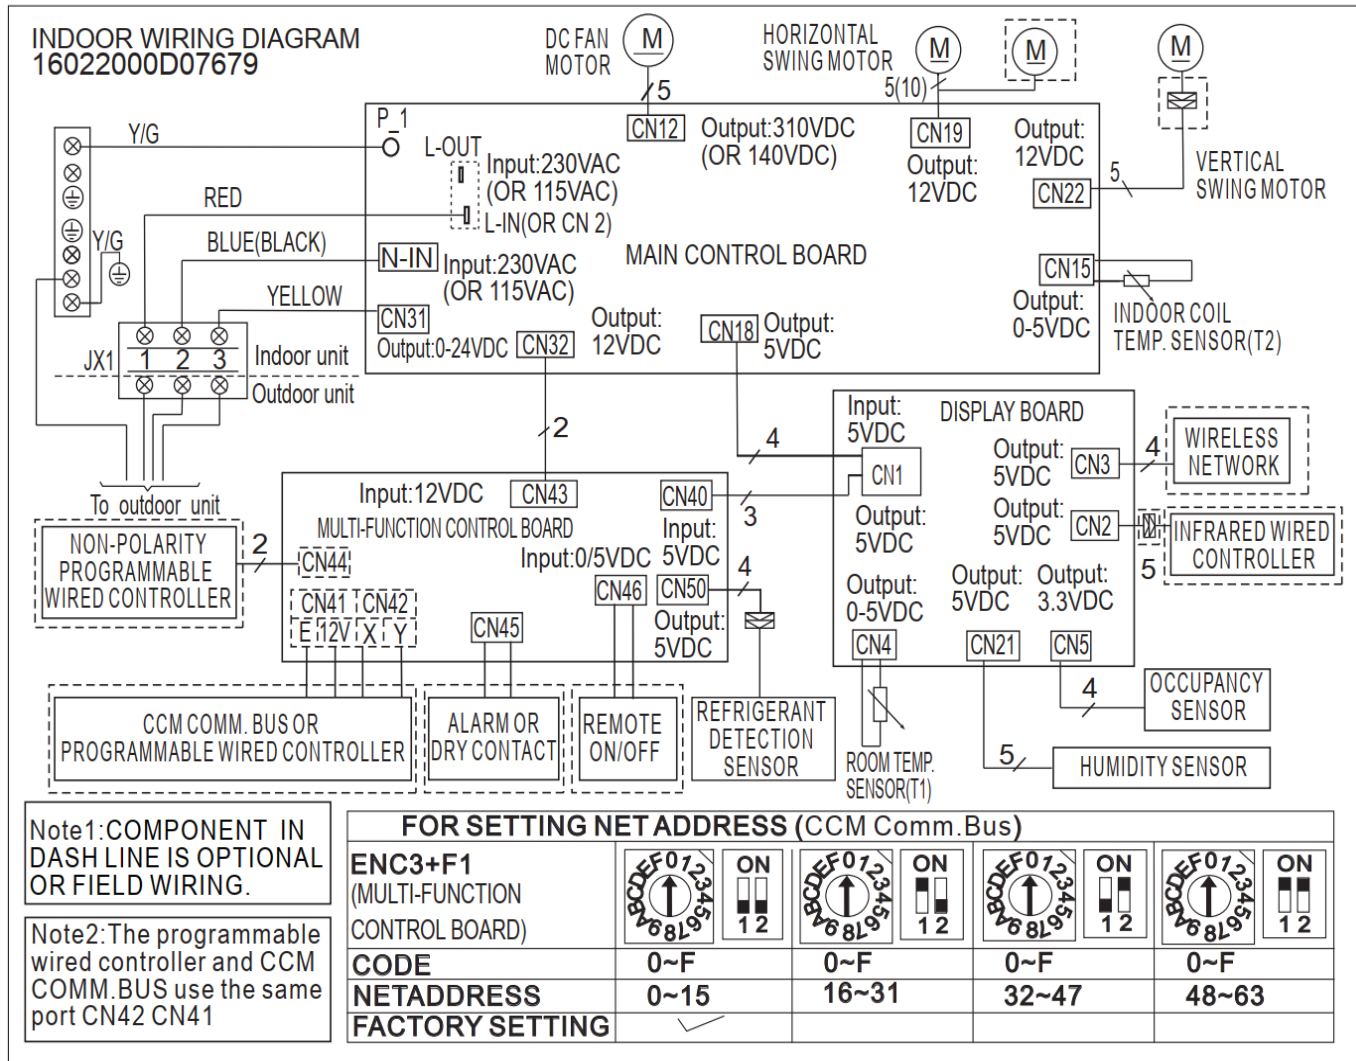 INDOOR WIRING DIAGRAM
16022000D07679
DC FAN
MOTOR
M
HORIZONTAL
SWING MOTOR
M
M
M
5
5(10)
5
VERTICAL
SWING MOTOR
Y/G
P_1
L-OUT
Input:230VAC
(OR 115VAC)
L-IN(OR CN 2)
CN12
Output:310VDC
(OR 140VDC)
CN19
Output:
12VDC
Output:
12VDC
CN22
RED
Y/G
BLUE(BLACK)
N-IN
Input:230VAC
(OR 115VAC)
MAIN CONTROL BOARD
CN15
Output:
0-5VDC
INDOOR COIL
TEMP. SENSOR(T2)
YELLOW
CN31
Output:0-24VDC
CN32
Output:
12VDC
CN18
Output:
5VDC
JX1
1 2 3
Indoor unit
Outdoor unit
To outdoor unit
2
4
3
Input:
5VDC
DISPLAY BOARD
CN1
Output:
5VDC
Output:
5VDC
CN3
4
WIRELESS
NETWORK
Output:
5VDC
CN2
5
INFRARED WIRED
CONTROLLER
Output:
0-5VDC
CN4
Output:
5VDC
CN21
Output:
3.3VDC
CN5
Input:12VDC
CN43
CN40
Input:
5VDC
MULTI-FUNCTION CONTROL BOARD
Input:0/5VDC
CN46
CN50
4
Output:
5VDC
NON-POLARITY
PROGRAMMABLE
WIRED CONTROLLER
2
CN44
CN41 CN42
E 12V X Y
CN45
CCM COMM. BUS OR
PROGRAMMABLE WIRED CONTROLLER
ALARM OR
DRY CONTACT
REMOTE
ON/OFF
REFRIGERANT
DETECTION
SENSOR
ROOM TEMP.
SENSOR(T1)
4
OCCUPANCY
SENSOR
5
HUMIDITY SENSOR
Note1:COMPONENT IN
DASH LINE IS OPTIONAL
OR FIELD WIRING.
Note2:The programmable
wired controller and CCM
COMM.BUS use the same
port CN42 CN41
FOR SETTING NET ADDRESS (CCM Comm.Bus)
ENC3+F1
(MULTI-FUNCTION
CONTROL BOARD)
0123456789ABCDEF
ON
1 2
0123456789ABCDEF
ON
1 2
0123456789ABCDEF
ON
1 2
0123456789ABCDEF
ON
1 2
CODE 0~F 0~F 0~F 0~F
NETADDRESS 0~15 16~31 32~47 48~63
FACTORY SETTING